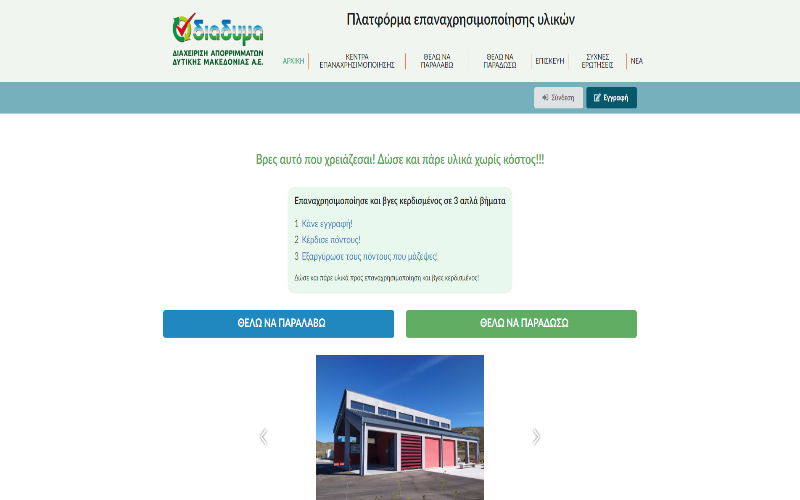 διαδυμα
ΔΙΑΧΕΙΡΙΣΗ ΑΠΟΡΡΙΜΜΑΤΩΝ
ΔΥΤΙΚΗΣ ΜΑΚΕΔΟΝΙΑΣ Α.Ε.
Πλατφόρμα επαναχρησιμοποίησης υλικών
ΑΡΧΙΚΗ
ΚΕΝΤΡΑ
ΕΠΑΝΑΧΡΗΣΙΜΟΠΟΙΗΣΗΣ
ΘΕΛΩ ΝΑ
ΠΑΡΑΛΑΒΩ
ΘΕΛΩ ΝΑ
ΠΑΡΑΔΩΣΩ
ΕΠΙΣΚΕΥΗ
ΣΥΧΝΕΣ
ΕΡΩΤΗΣΕΙΣ
ΝΕΑ
Σύνδεση
Εγγραφή
Βρες αυτό που χρειάζεσαι! Δώσε και πάρε υλικά χωρίς κόστος!!!
Επαναχρησιμοποίησε και βγες κερδισμένος σε 3 απλά βήματα
1 Κάνε εγγραφή!
2 Κέρδισε πόντους!
3 Εξαργύρωσε τους πόντους που μάζεψες!
Δώσε και πάρε υλικά προς επαναχρησιμοποίηση και βγες κερδισμένος!
ΘΕΛΩ ΝΑ ΠΑΡΑΛΑΒΩ
ΘΕΛΩ ΝΑ ΠΑΡΑΔΩΣΩ